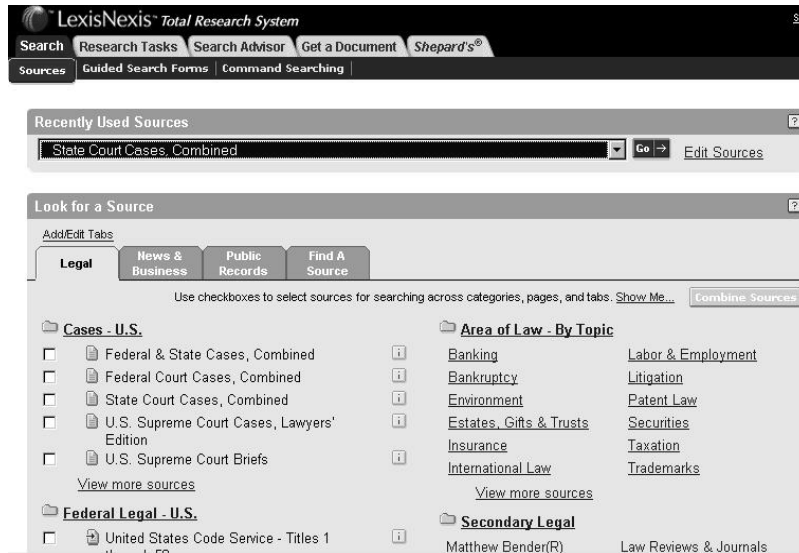 LexisNexis™ Total Research System
Search Research Tasks Search Advisor Get a Document Shepard's®
Sources Guided Search Forms | Command Searching |
Recently Used Sources ?
State Court Cases, Combined Go → Edit Sources
Look for a Source ?
Add/Edit Tabs
Legal News & Business Public Records Find A Source
Use checkboxes to select sources for searching across categories, pages, and tabs. Show Me... Combine Sources
Cases - U.S.
Federal & State Cases, Combined i
Federal Court Cases, Combined i
State Court Cases, Combined i
U.S. Supreme Court Cases, Lawyers' i
Edition
U.S. Supreme Court Briefs i
View more sources
Federal Legal - U.S.
United States Code Service - Titles 1 i
Area of Law - By Topic
Banking Labor & Employment
Bankruptcy Litigation
Environment Patent Law
Estates, Gifts & Trusts Securities
Insurance Taxation
International Law Trademarks
View more sources
Secondary Legal
Matthew Bender(R) Law Reviews & Journals